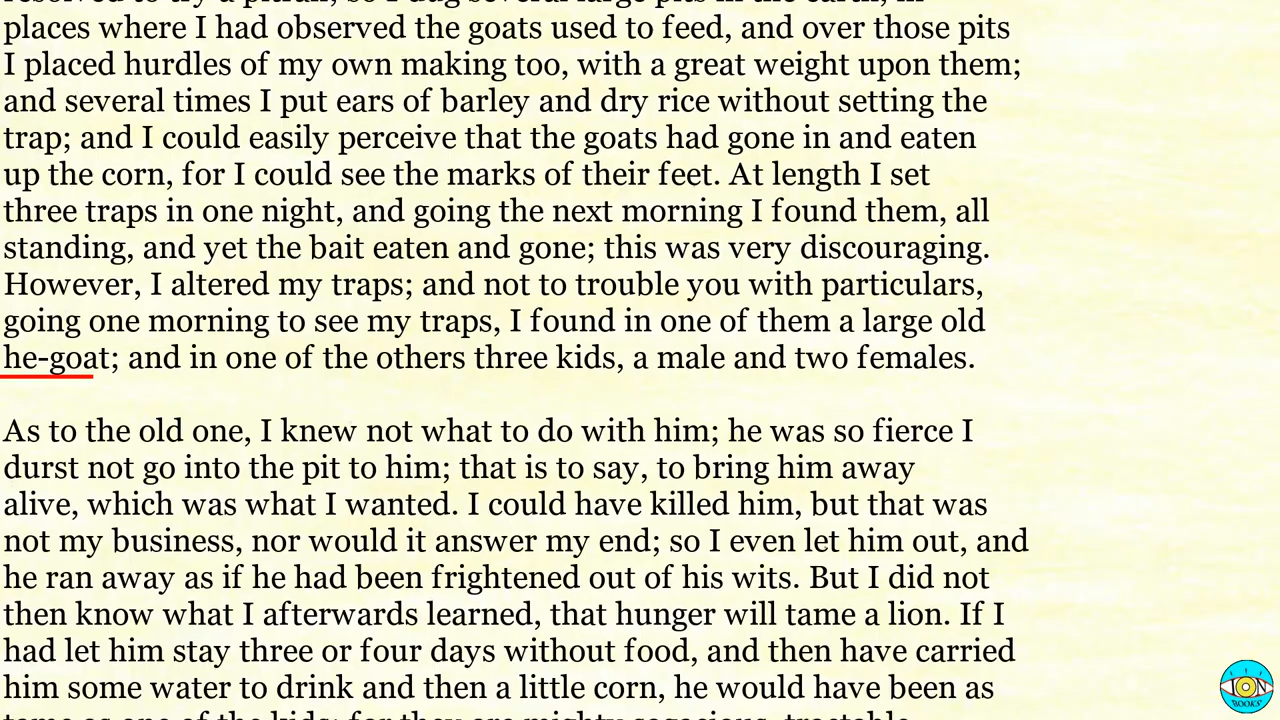 places where I had observed the goats used to feed, and over those pits
I placed hurdles of my own making too, with a great weight upon them;
and several times I put ears of barley and dry rice without setting the
trap; and I could easily perceive that the goats had gone in and eaten
up the corn, for I could see the marks of their feet. At length I set
three traps in one night, and going the next morning I found them, all
standing, and yet the bait eaten and gone; this was very discouraging.
However, I altered my traps; and not to trouble you with particulars,
going one morning to see my traps, I found in one of them a large old
he-goat; and in one of the others three kids, a male and two females.
As to the old one, I knew not what to do with him; he was so fierce I
durst not go into the pit to him; that is to say, to bring him away
alive, which was what I wanted. I could have killed him, but that was
not my business, nor would it answer my end; so I even let him out, and
he ran away as if he had been frightened out of his wits. But I did not
then know what I afterwards learned, that hunger will tame a lion. If I
had let him stay three or four days without food, and then have carried
him some water to drink and then a little corn, he would have been as
ION
BOOKS